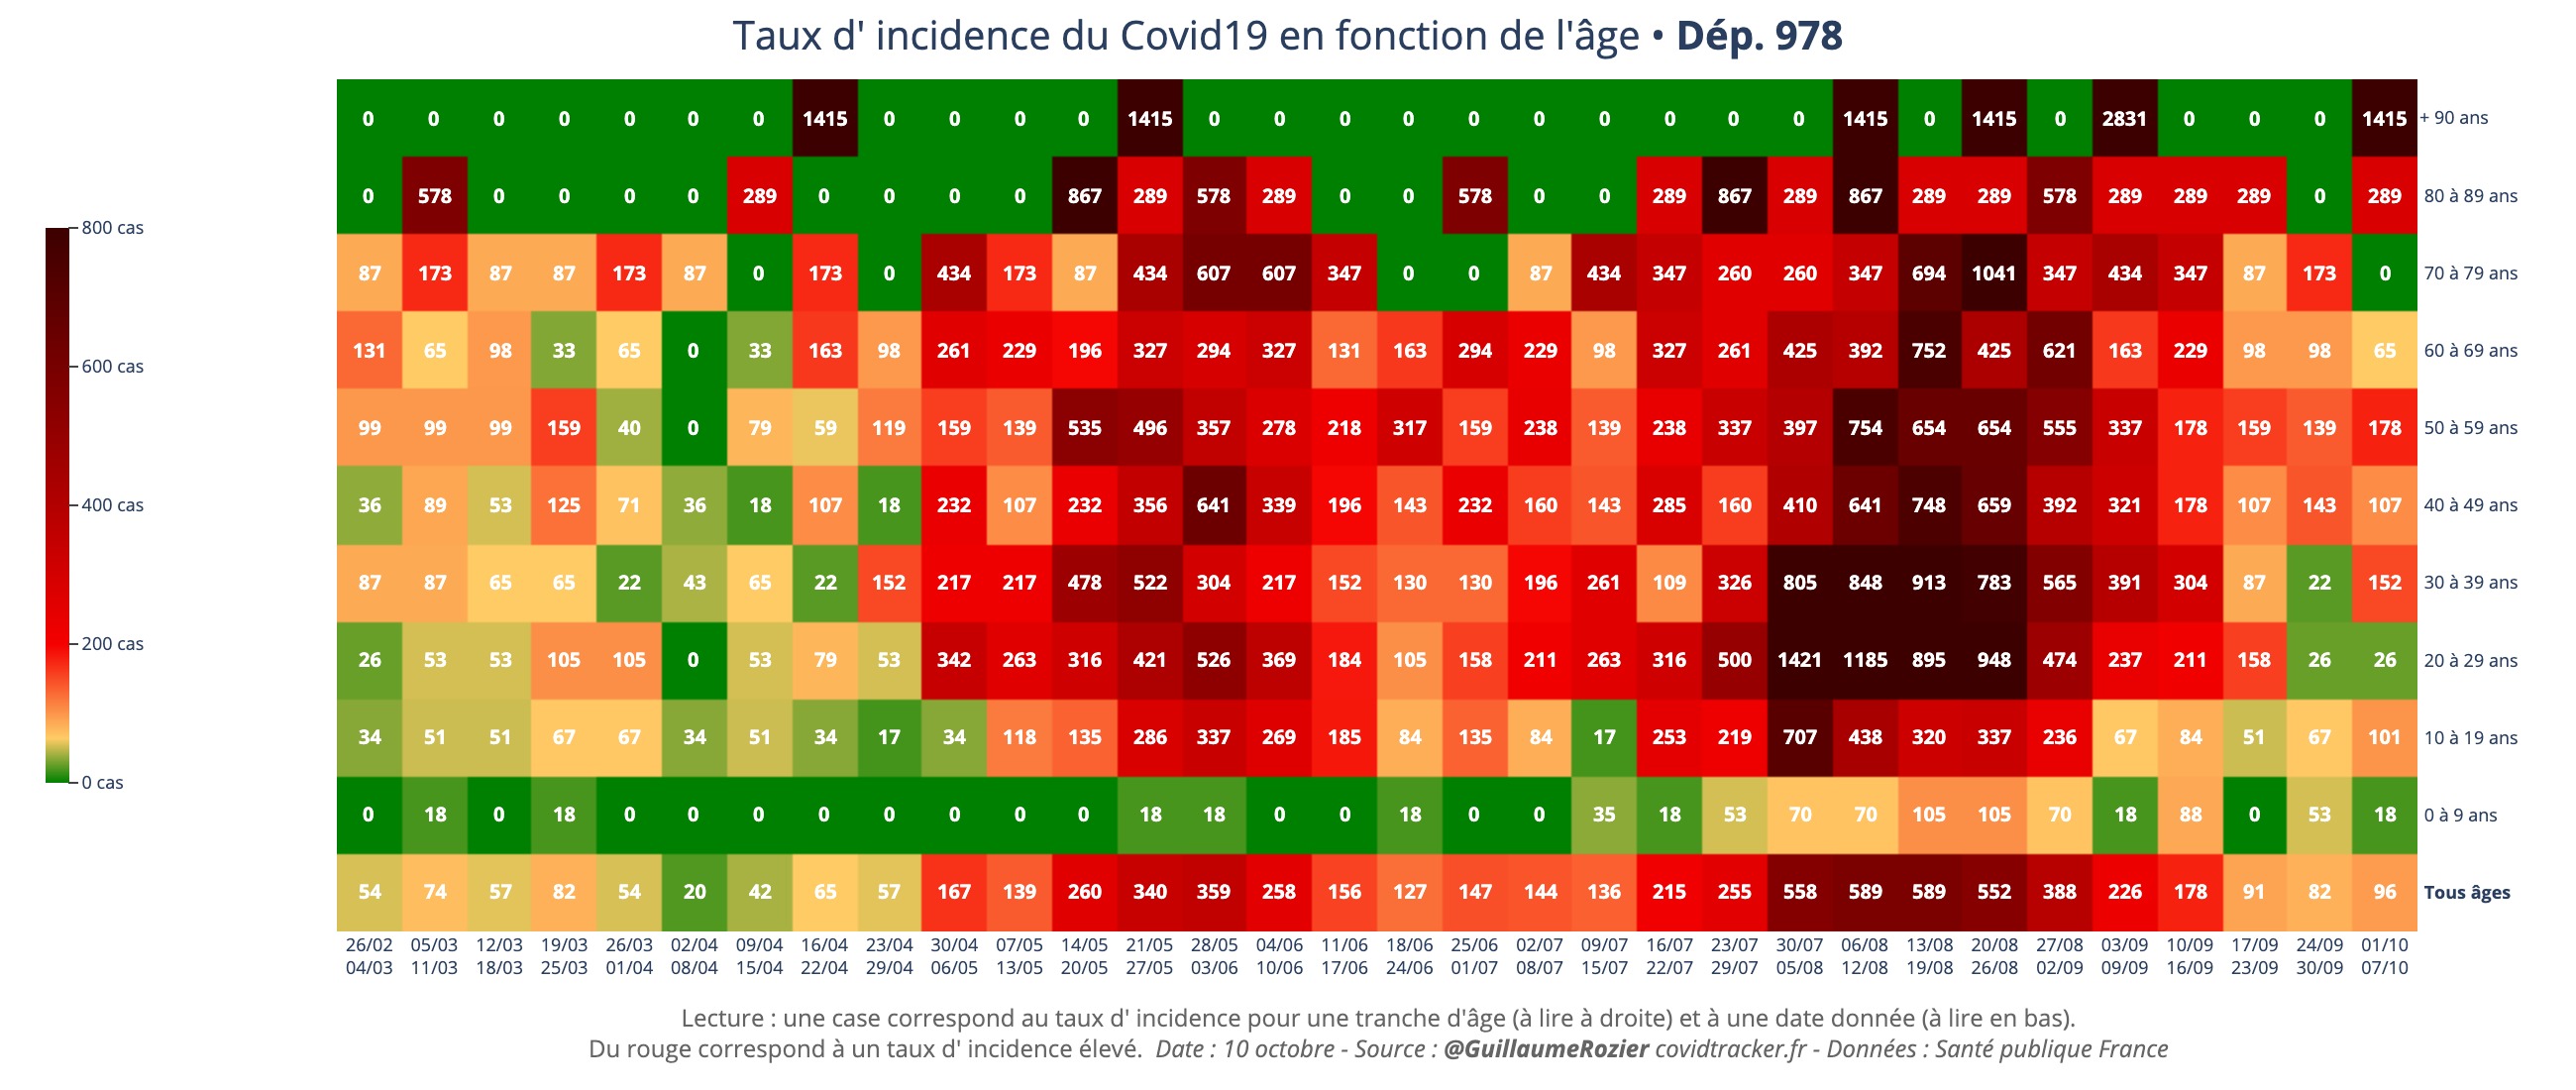 Taux d' incidence du Covid19 en fonction de l'âge • Dép. 978
0 0 0 0 0 0 0 1415 0 0 0 0 1415 0 0 0 0 0 0 0 0 0 0 1415 0 1415 0 2831 0 0 0 1415 + 90 ans
0 578 0 0 0 0 289 0 0 0 0 867 289 578 289 0 0 578 0 0 289 867 289 867 289 289 578 289 289 289 0 289 80 à 89 ans
87 173 87 87 173 87 0 173 0 434 173 87 434 607 607 347 0 0 87 434 347 260 260 347 694 1041 347 434 347 87 173 0 70 à 79 ans
131 65 98 33 65 0 33 163 98 261 229 196 327 294 327 131 163 294 229 98 327 261 425 392 752 425 621 163 229 98 98 65 60 à 69 ans
99 99 99 159 40 0 79 59 119 159 139 535 496 357 278 218 317 159 238 139 238 337 397 754 654 654 555 337 178 159 139 178 50 à 59 ans
36 89 53 125 71 36 18 107 18 232 107 232 356 641 339 196 143 232 160 143 285 160 410 641 748 659 392 321 178 107 143 107 40 à 49 ans
87 87 65 65 22 43 65 22 152 217 217 478 522 304 217 152 130 130 196 261 109 326 805 848 913 783 565 391 304 87 22 152 30 à 39 ans
26 53 53 105 105 0 53 79 53 342 263 316 421 526 369 184 105 158 211 263 316 500 1421 1185 895 948 474 237 211 158 26 26 20 à 29 ans
34 51 51 67 67 34 51 34 17 34 118 135 286 337 269 185 84 135 84 17 253 219 707 438 320 337 236 67 84 51 67 101 10 à 19 ans
0 18 0 18 0 0 0 0 0 0 0 0 18 18 0 0 18 0 0 35 18 53 70 70 105 105 70 18 88 0 53 18 0 à 9 ans
54 74 57 82 54 20 42 65 57 167 139 260 340 359 258 156 127 147 144 136 215 255 558 589 589 552 388 226 178 91 82 96 Tous âges
26/02 05/03 12/03 19/03 26/03 02/04 09/04 16/04 23/04 30/04 07/05 14/05 21/05 28/05 04/06 11/06 18/06 25/06 02/07 09/07 16/07 23/07 30/07 06/08 13/08 20/08 27/08 03/09 10/09 17/09 24/09 01/10
04/03 11/03 18/03 25/03 01/04 08/04 15/04 22/04 29/04 06/05 13/05 20/05 27/05 03/06 10/06 17/06 24/06 01/07 08/07 15/07 22/07 29/07 05/08 12/08 19/08 26/08 02/09 09/09 16/09 23/09 30/09 07/10
800 cas
600 cas
400 cas
200 cas
0 cas
Lecture : une case correspond au taux d' incidence pour une tranche d'âge (à lire à droite) et à une date donnée (à lire en bas).
Du rouge correspond à un taux d' incidence élevé. Date : 10 octobre - Source : @GuillaumeRozier covidtracker.fr - Données : Santé publique France